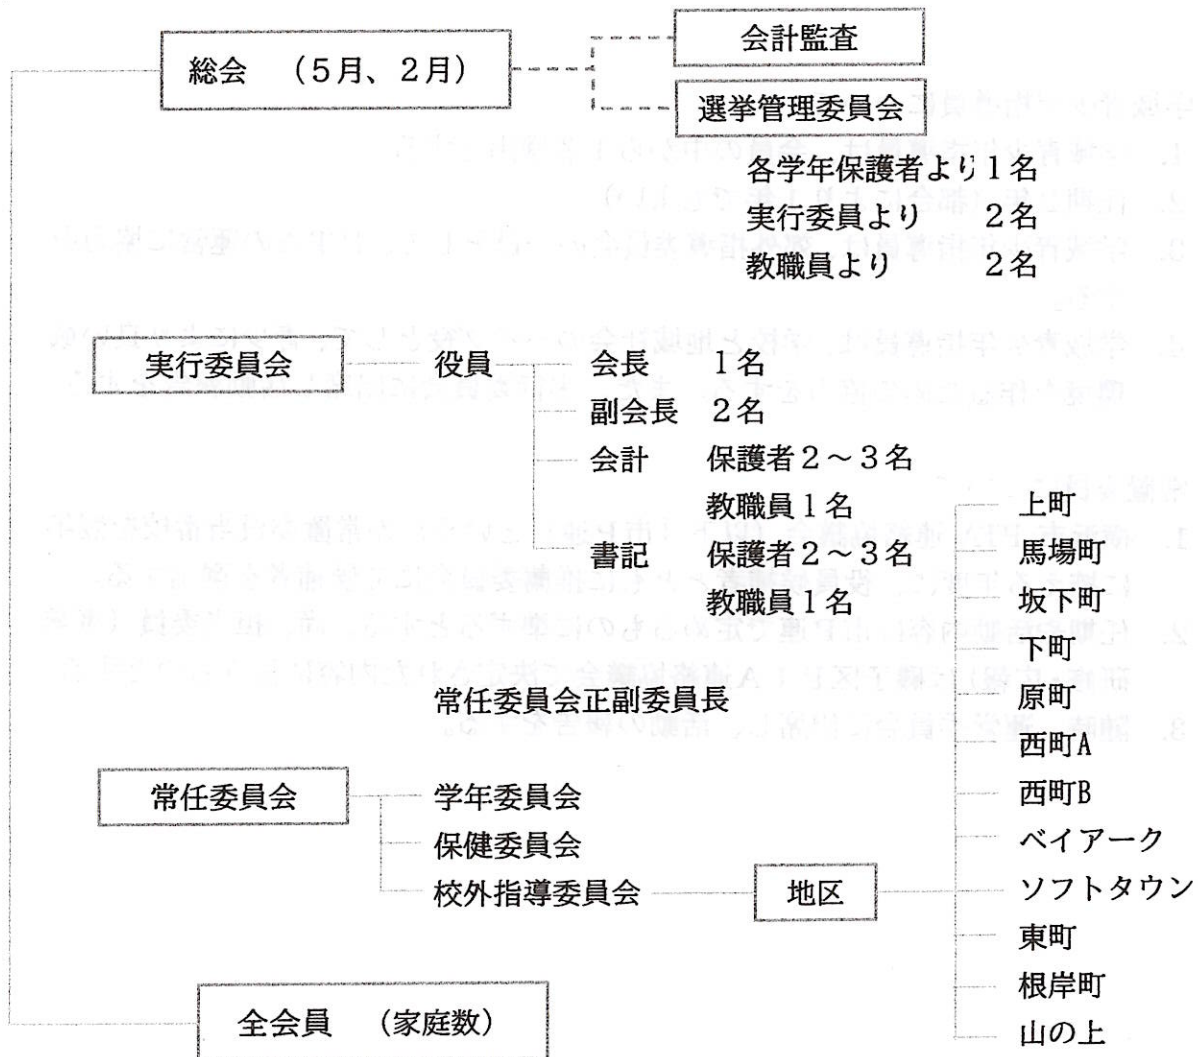 総会　（５月、２月）
会計監査
選挙管理委員会
各学年保護者より１名
実行委員より　　２名
教職員より　　　２名
実行委員会
役員
会長　　１名
副会長　２名
会計　　保護者２～３名
教職員１名
書記　　保護者２～３名
教職員１名
常任委員会正副委員長
常任委員会
学年委員会
保健委員会
校外指導委員会
地区
上町
馬場町
坂下町
下町
原町
西町A
西町B
ベイアーク
ソフトタウン
東町
根岸町
山の上
全会員　（家庭数）